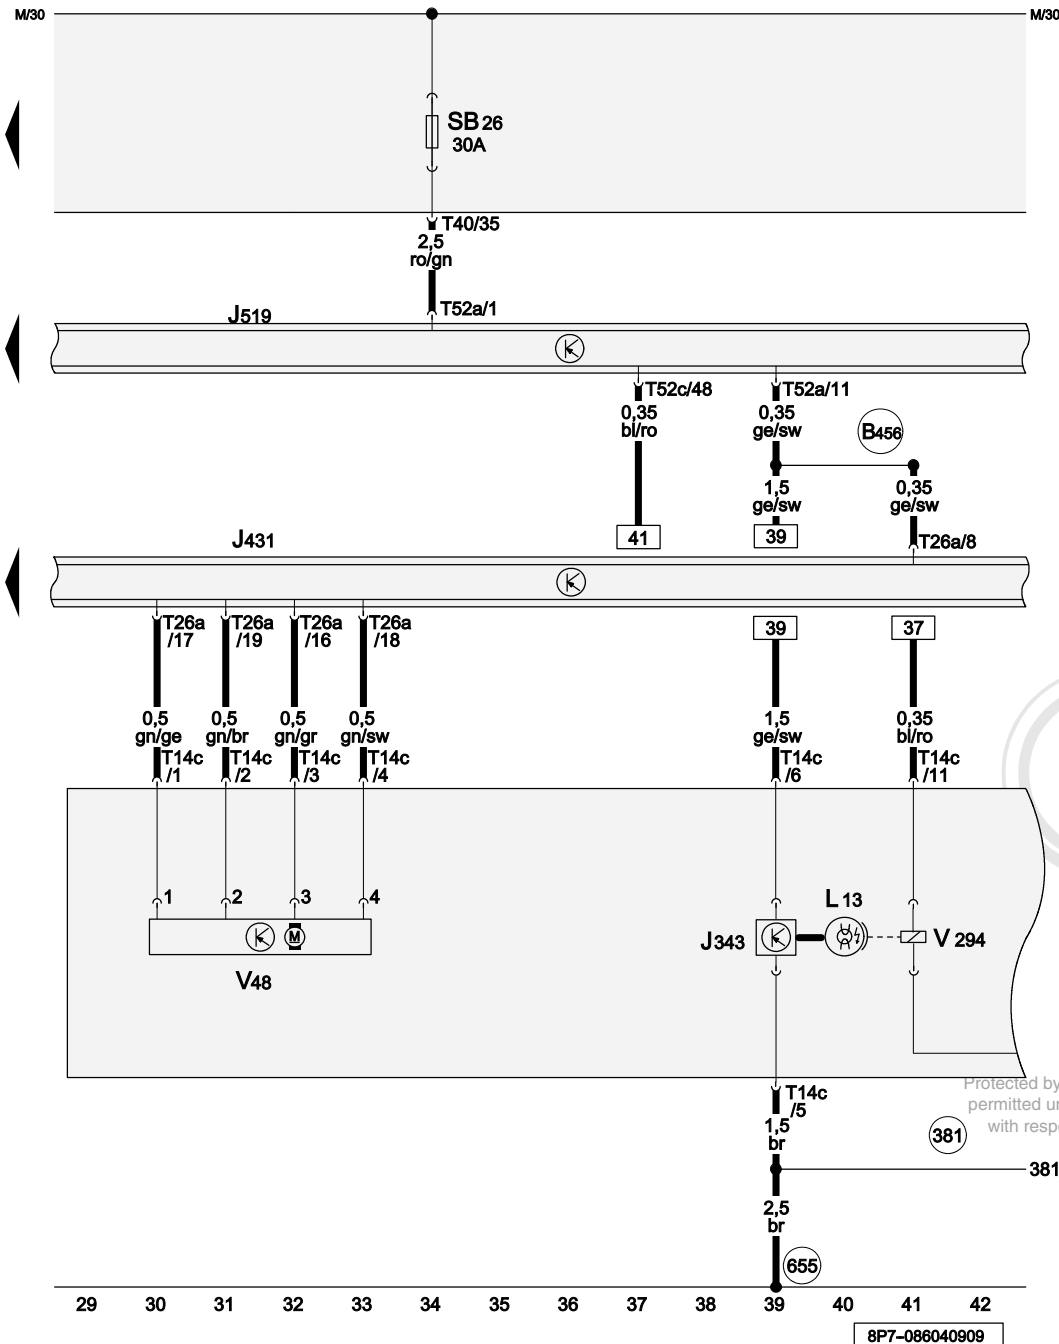 M/30
M/30
SB 26
30A
T40/35
2,5
ro/gn
T52a/1
J519
T52c/48
T52a/11
0,35
bl/ro
0,35
ge/sw
B456
1,5
ge/sw
0,35
ge/sw
41
39
T26a/8
J431
T26a
/17
T26a
/19
T26a
/16
T26a
/18
39
37
0,5
gn/ge
0,5
gn/br
0,5
gn/gr
0,5
gn/sw
1,5
ge/sw
0,35
bl/ro
T14c
/1
T14c
/2
T14c
/3
T14c
/4
T14c
/6
T14c
/11
1
2
3
4
M
V48
J343
L 13
V 294
T14c
/5
1,5
br
Protected by
permitted
with
381
381
2,5
br
655
29 30 31 32 33 34 35 36 37 38 39 40 41 42
8P7-086040909